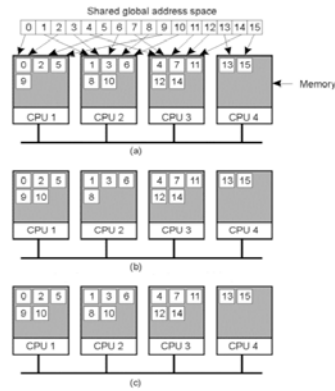 Shared global address space
0 1 2 3 4 5 6 7 8 9 10 11 12 13 14 15
0 2 5 1 3 6 4 7 11 13 15
9 8 10 12 14
Memory
CPU 1 CPU 2 CPU 3 CPU 4
(a)
0 2 5 1 3 6 4 7 11 13 15
9 10 8 12 14
CPU 1 CPU 2 CPU 3 CPU 4
(b)
0 2 5 1 3 6 4 7 11 13 15
9 10 8 10 12 14
CPU 1 CPU 2 CPU 3 CPU 4
(c)